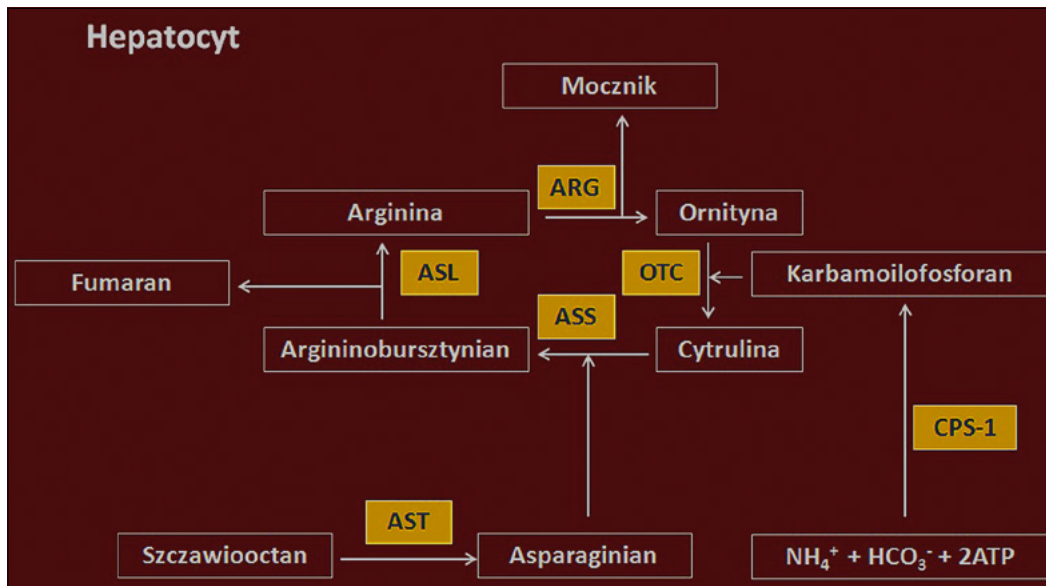 Hepatocyt
Mocznik
ARG
Arginina
Ornityna
Fumaran
ASL
OTC
Karbamoilofosforan
ASS
Argininobursztynian
Cytrulina
CPS-1
AST
Szczawiooctan
Asparaginian
NH₄⁺ + HCO₃⁻ + 2ATP